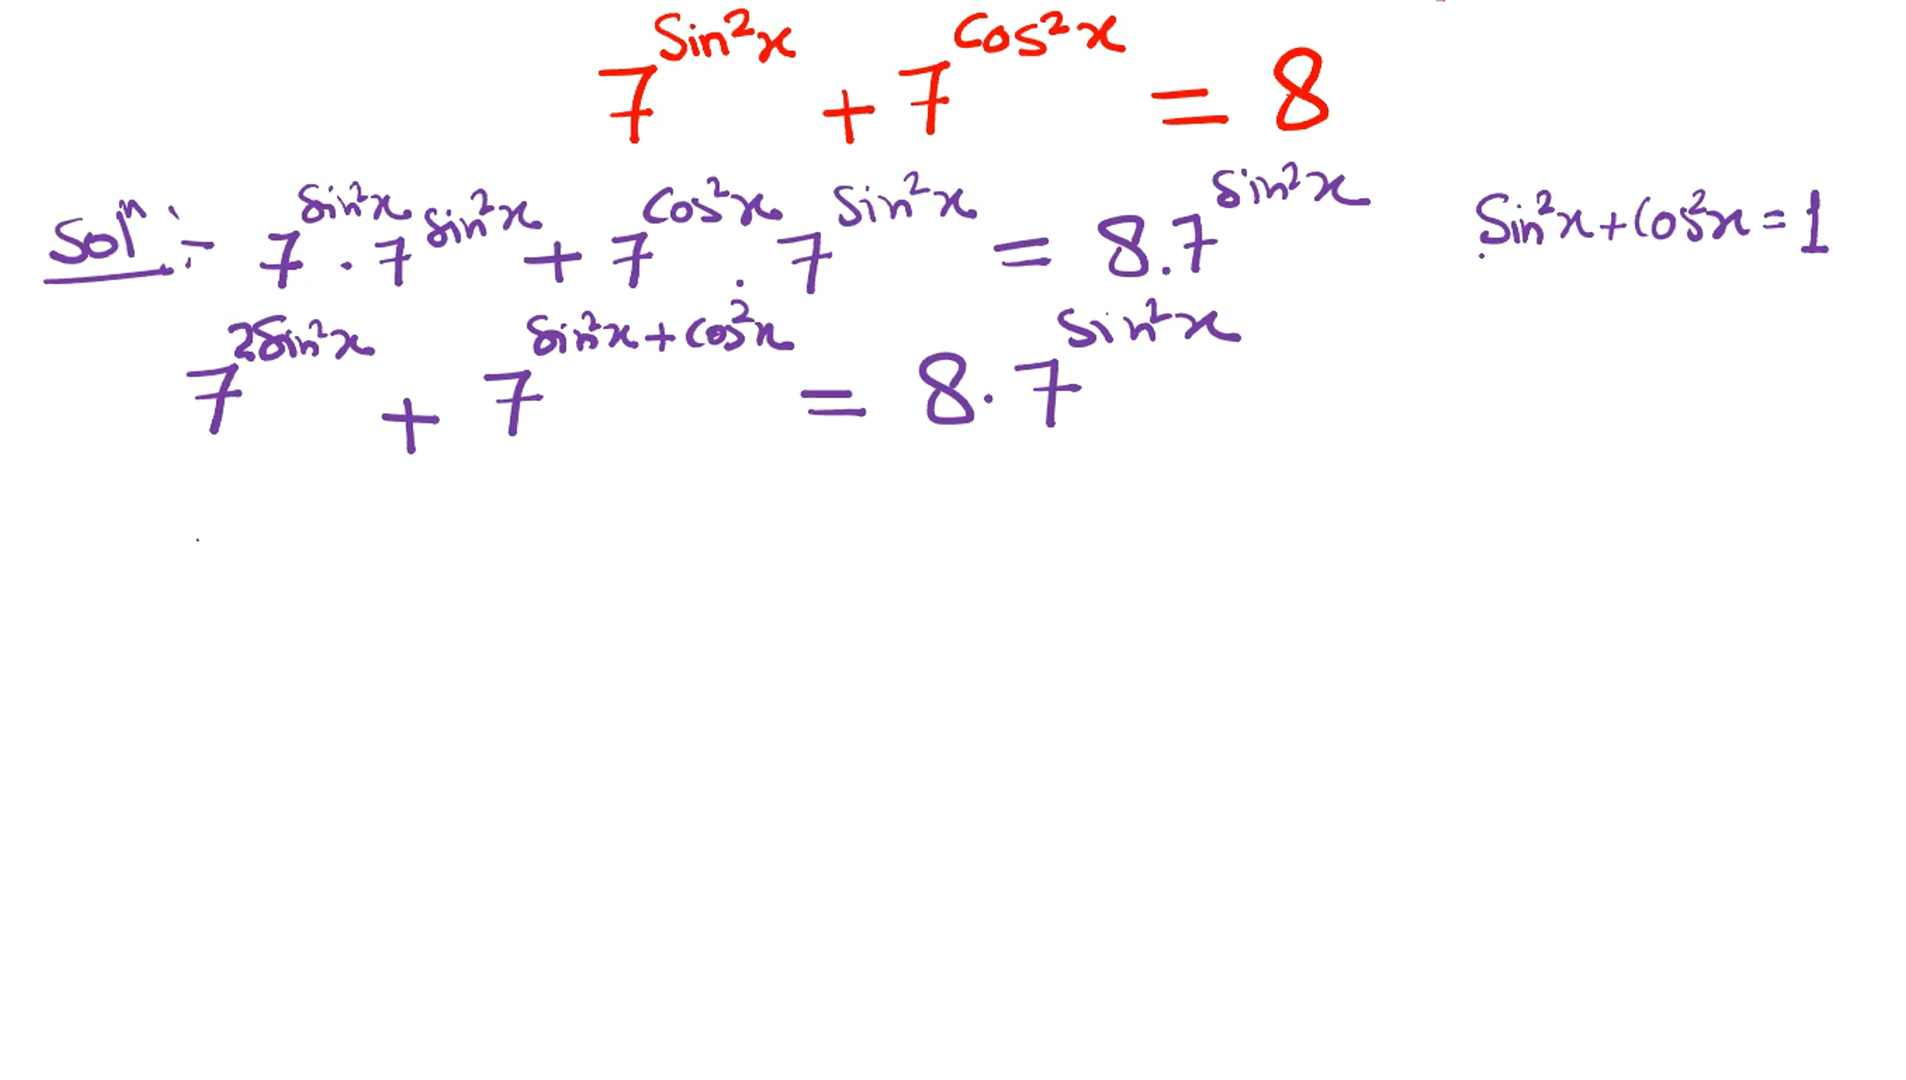 7^{Sin²x} + 7^{Cos²x} = 8
Solⁿ :- 7^{sin²x} . 7^{sin²x} + 7^{Cos²x} . 7^{Sin²x} = 8.7^{Sin²x}
Sin²x + Cos²x = 1
7^{2Sin²x} + 7^{Sin²x + Cos²x} = 8.7^{Sin²x}